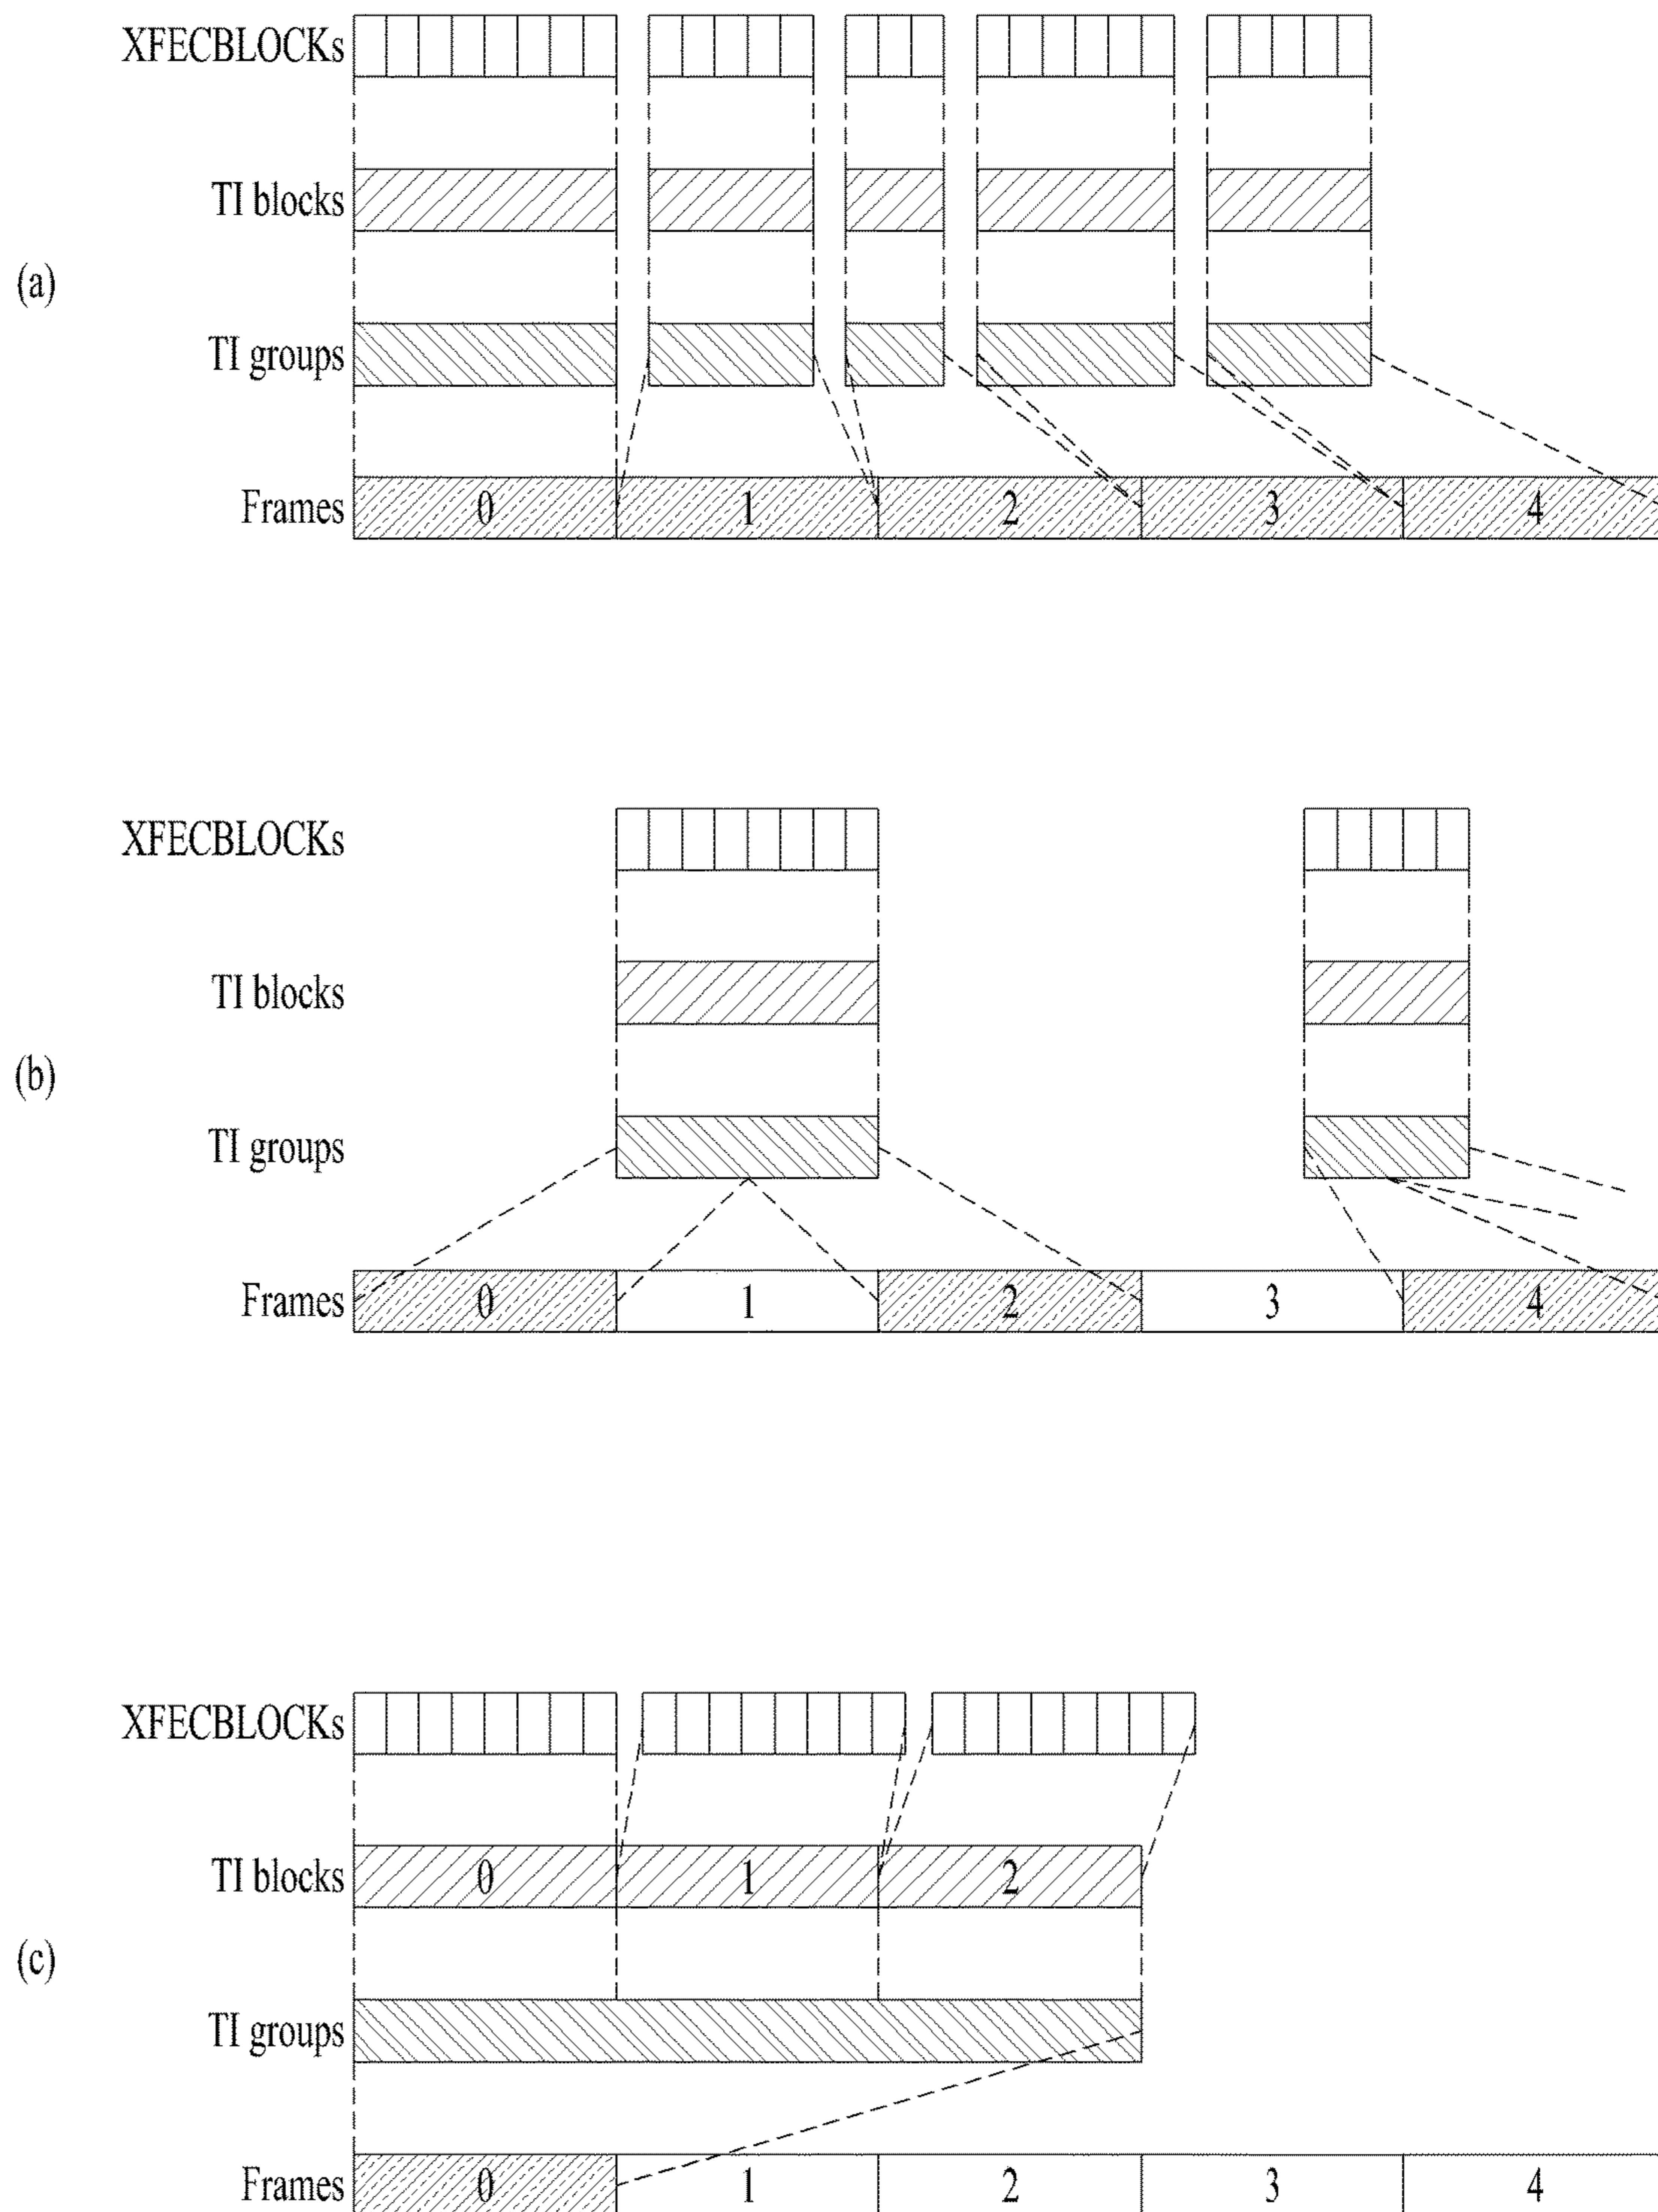 XFECBLOCKs
TI blocks
(a)
TI groups
Frames 0 1 2 3 4
XFECBLOCKs
TI blocks
(b)
TI groups
Frames 0 1 2 3 4
XFECBLOCKs
TI blocks 0 1 2
(c)
TI groups
Frames 0 1 2 3 4